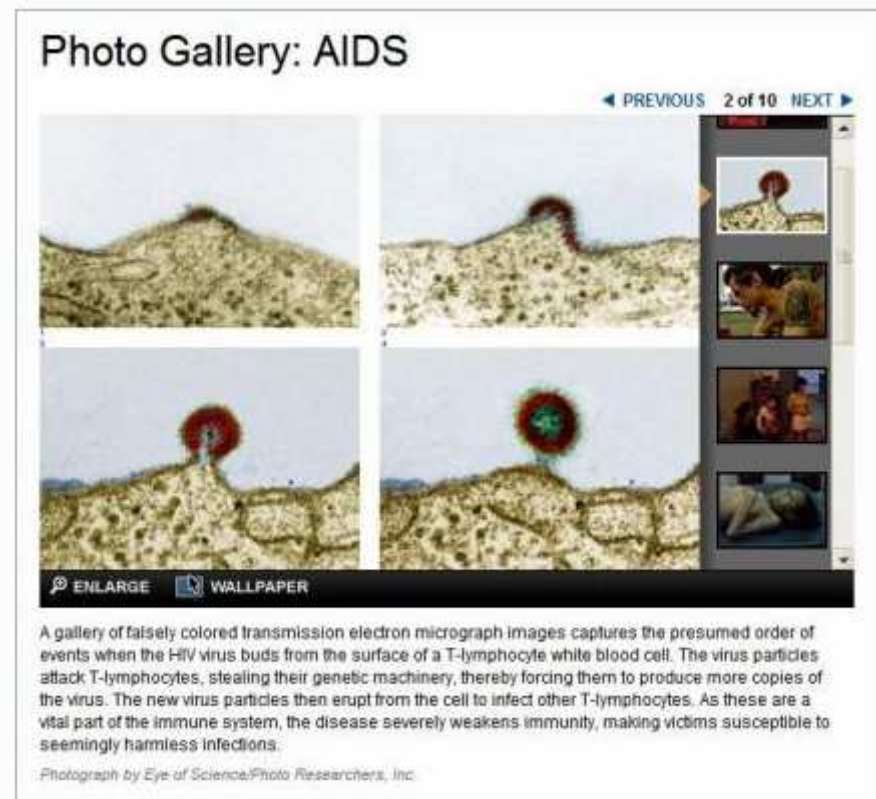 Photo Gallery: AIDS
◄ PREVIOUS 2 of 10 NEXT ►
ENLARGE WALLPAPER
A gallery of falsely colored transmission electron micrograph images captures the presumed order of
events when the HIV virus buds from the surface of a T-lymphocyte white blood cell. The virus particles
attack T-lymphocytes, stealing their genetic machinery, thereby forcing them to produce more copies of
the virus. The new virus particles then erupt from the cell to infect other T-lymphocytes. As these are a
vital part of the immune system, the disease severely weakens immunity, making victims susceptible to
seemingly harmless infections.
Photograph by Eye of Science/Photo Researchers, Inc.